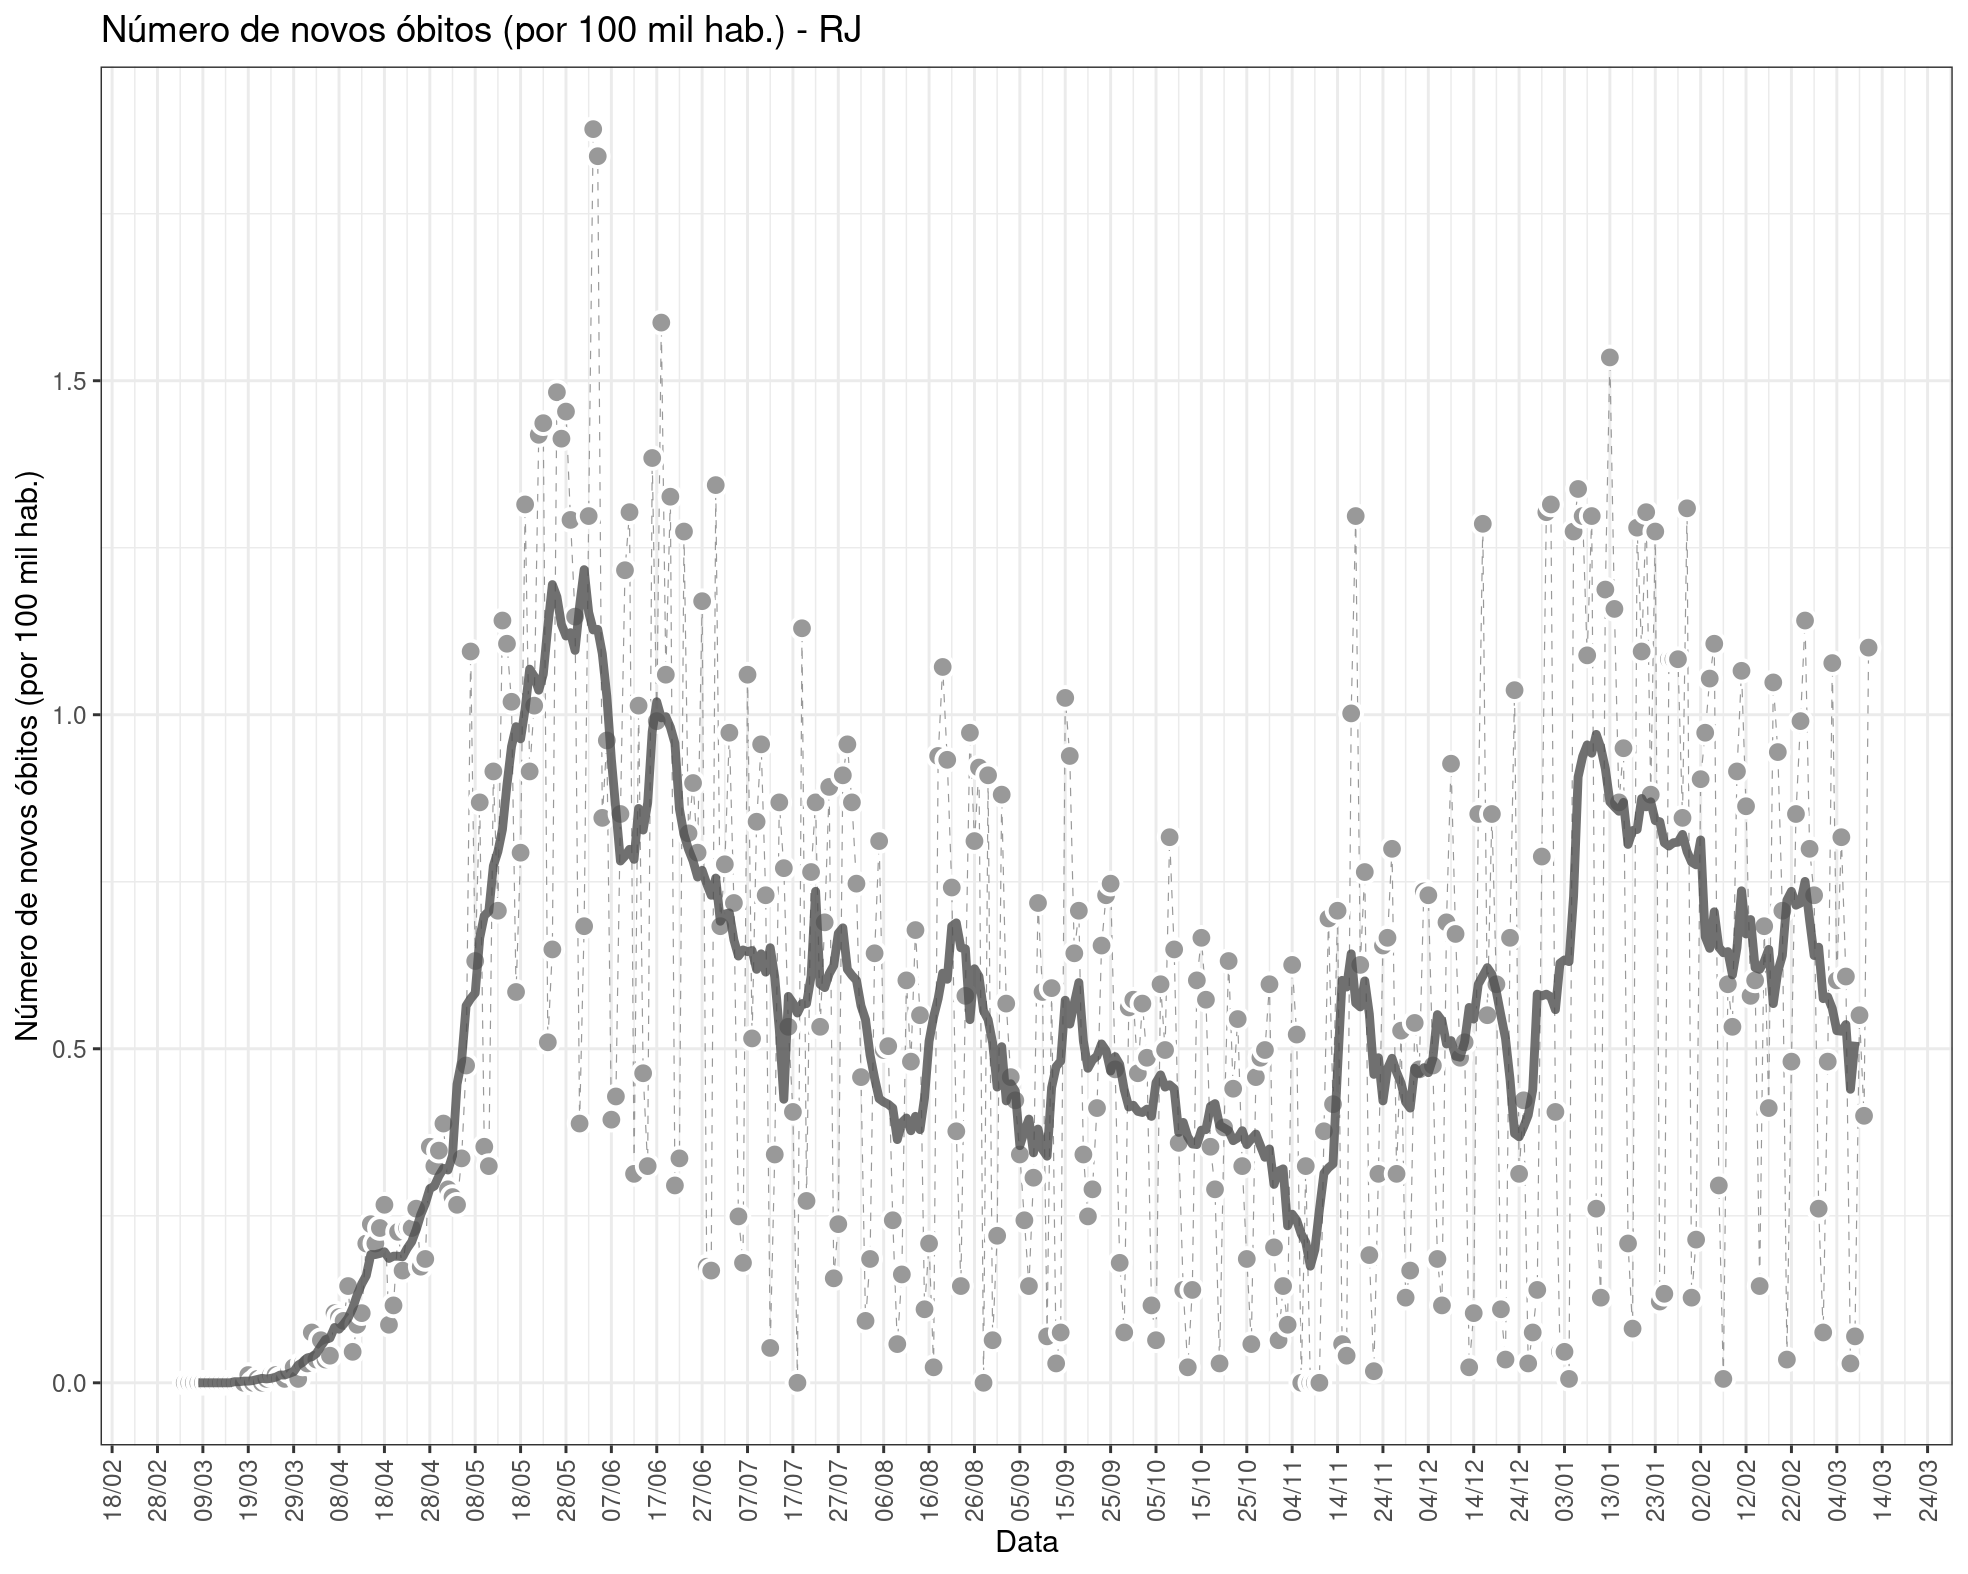 Número de novos óbitos (por 100 mil hab.) - RJ
Número de novos óbitos (por 100 mil hab.)
1.5
1.0
0.5
0.0
18/02 28/02 09/03 19/03 29/03 08/04 18/04 28/04 08/05 18/05 28/05 07/06 17/06 27/06 07/07 17/07 27/07 06/08 16/08 26/08 05/09 15/09 25/09 05/10 15/10 25/10 04/11 14/11 24/11 04/12 14/12 24/12 03/01 13/01 23/01 02/02 12/02 22/02 04/03 14/03 24/03
Data